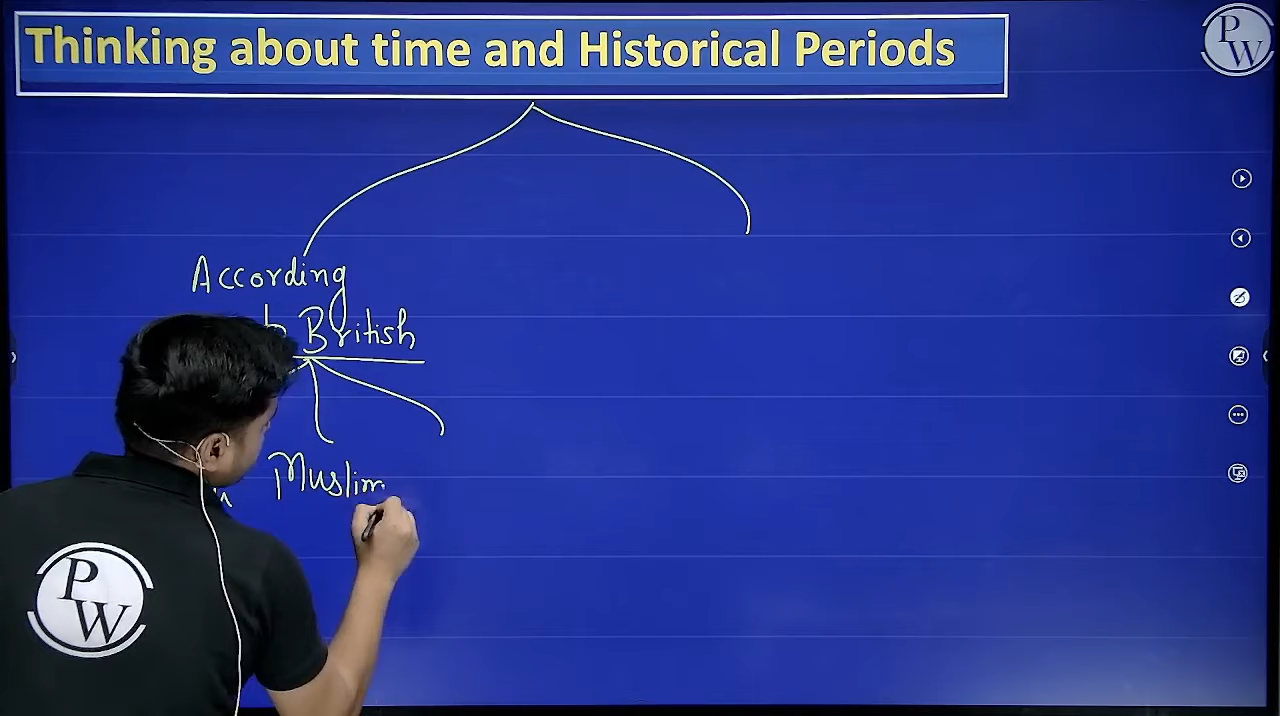 Thinking about time and Historical Periods
P
W
According
British
Muslim
P
W